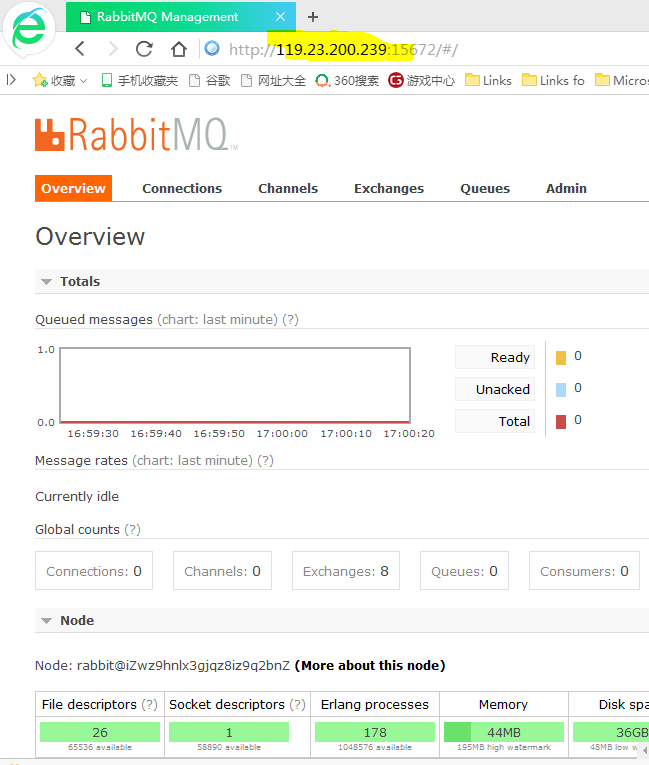 RabbitMQ Management
http://119.23.200.239:15672/#/
收藏 手机收藏夹 谷歌 网址大全 360搜索 G 游戏中心 Links Links fo Micros
RabbitMQ™
Overview Connections Channels Exchanges Queues Admin
Overview
Totals
Queued messages (chart: last minute) (?)
1.0
0.0
16:59:30 16:59:40 16:59:50 17:00:00 17:00:10 17:00:20
Ready 0
Unacked 0
Total 0
Message rates (chart: last minute) (?)
Currently idle
Global counts (?)
Connections: 0 Channels: 0 Exchanges: 8 Queues: 0 Consumers: 0
Node
Node: rabbit@iZwz9hnlx3gjqz8iz9q2bnZ (More about this node)
File descriptors (?) Socket descriptors (?) Erlang processes Memory Disk spa
26 1 178 44MB 36GB
65536 available 58890 available 1048576 available 195MB high watermark 48MB low w